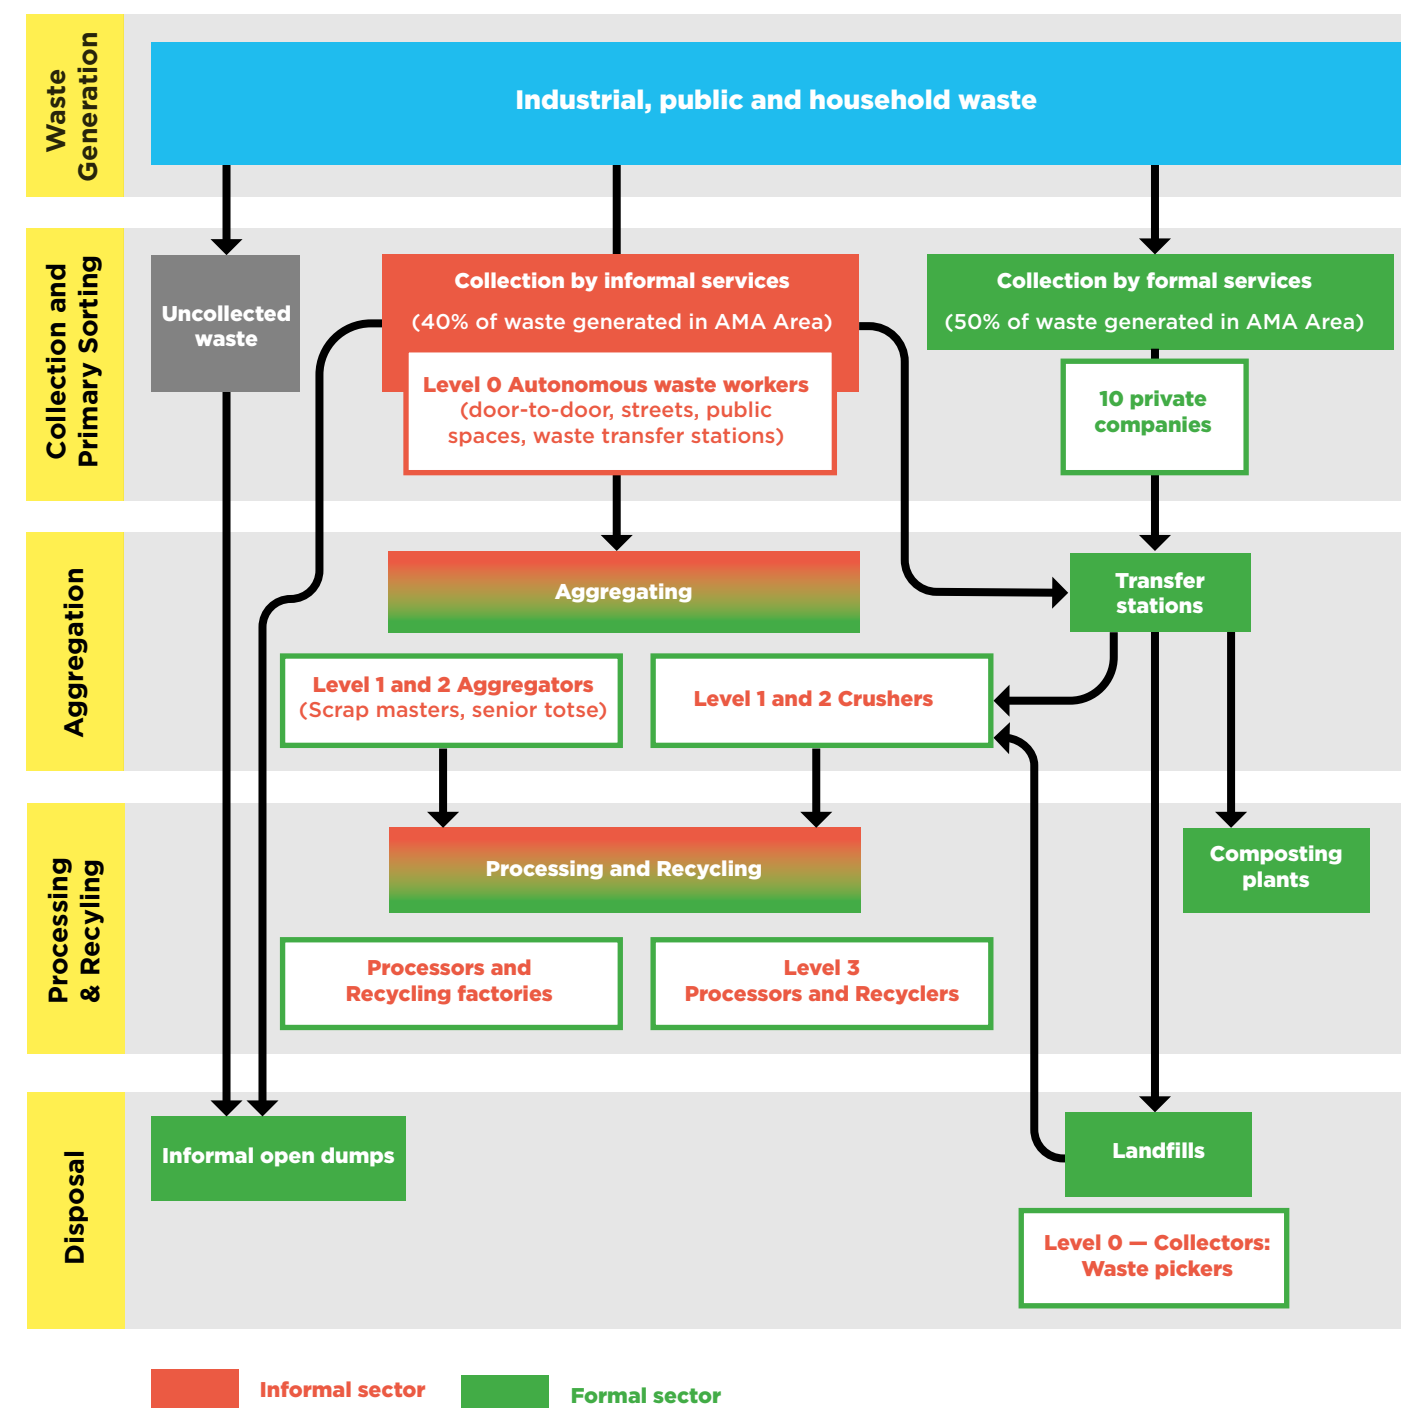 Waste
Generation
Industrial, public and household waste
Collection and
Primary Sorting
Uncollected
waste
Collection by informal services
(40% of waste generated in AMA Area)
Level 0 Autonomous waste workers
(door-to-door, streets, public
spaces, waste transfer stations)
Collection by formal services
(50% of waste generated in AMA Area)
10 private
companies
Aggregation
Aggregating
Transfer
stations
Level 1 and 2 Aggregators
(Scrap masters, senior totse)
Level 1 and 2 Crushers
Processing
& Recyling
Processing and Recycling
Composting
plants
Processors and
Recycling factories
Level 3
Processors and Recyclers
Disposal
Informal open dumps
Landfills
Level 0 — Collectors:
Waste pickers
Informal sector
Formal sector